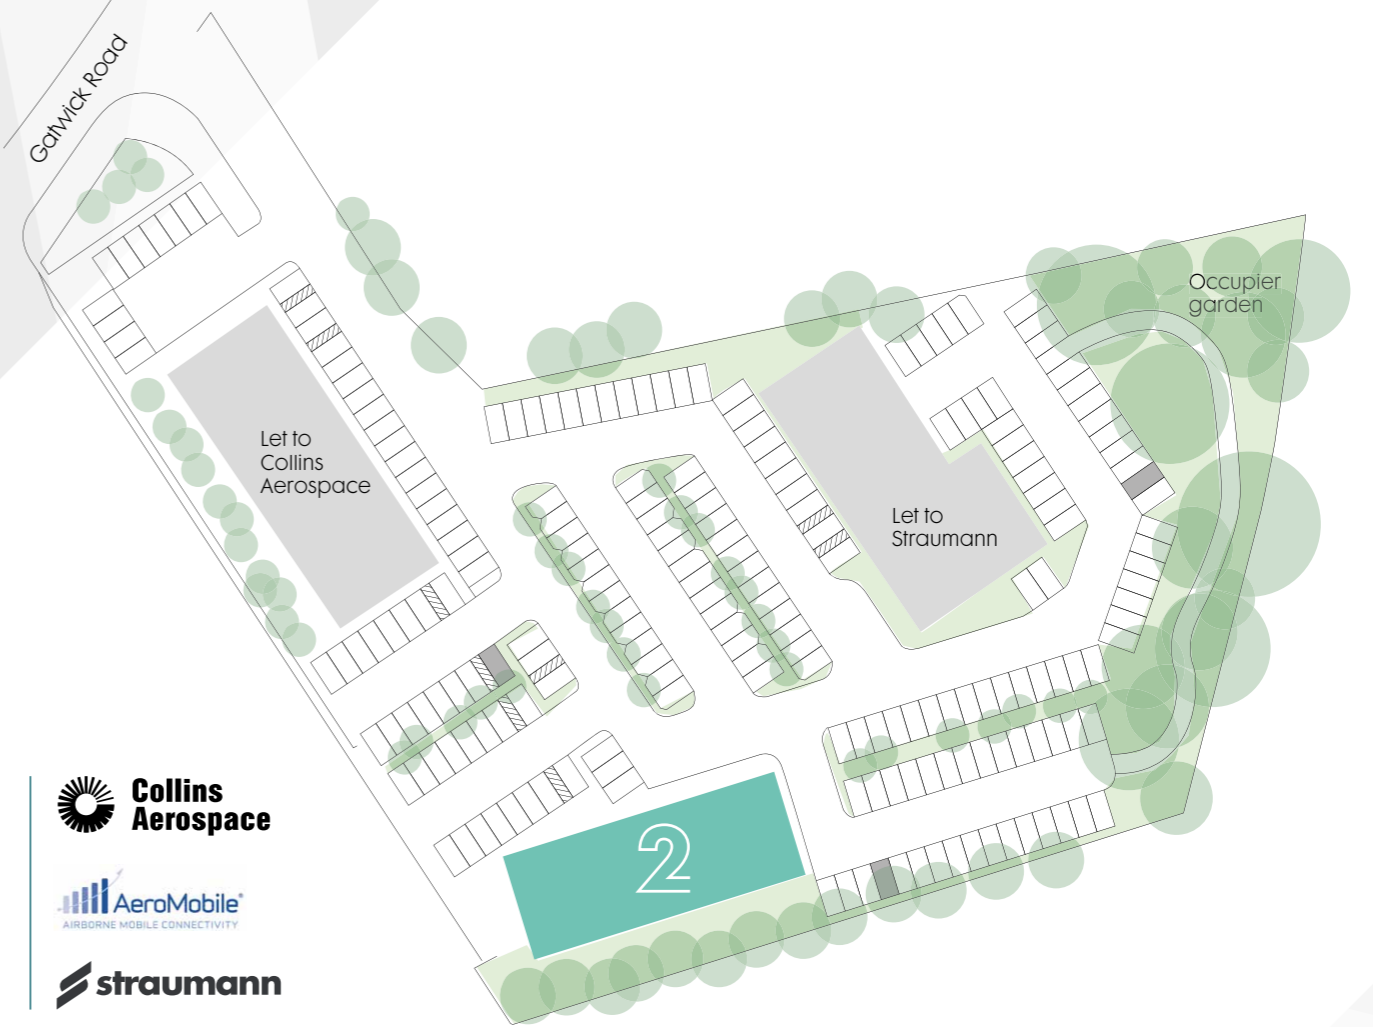 Gatwick Road
Occupier
garden
Let to
Collins
Aerospace
Let to
Straumann
2
Collins
Aerospace
AeroMobile®
AIRBORNE MOBILE CONNECTIVITY
straumann